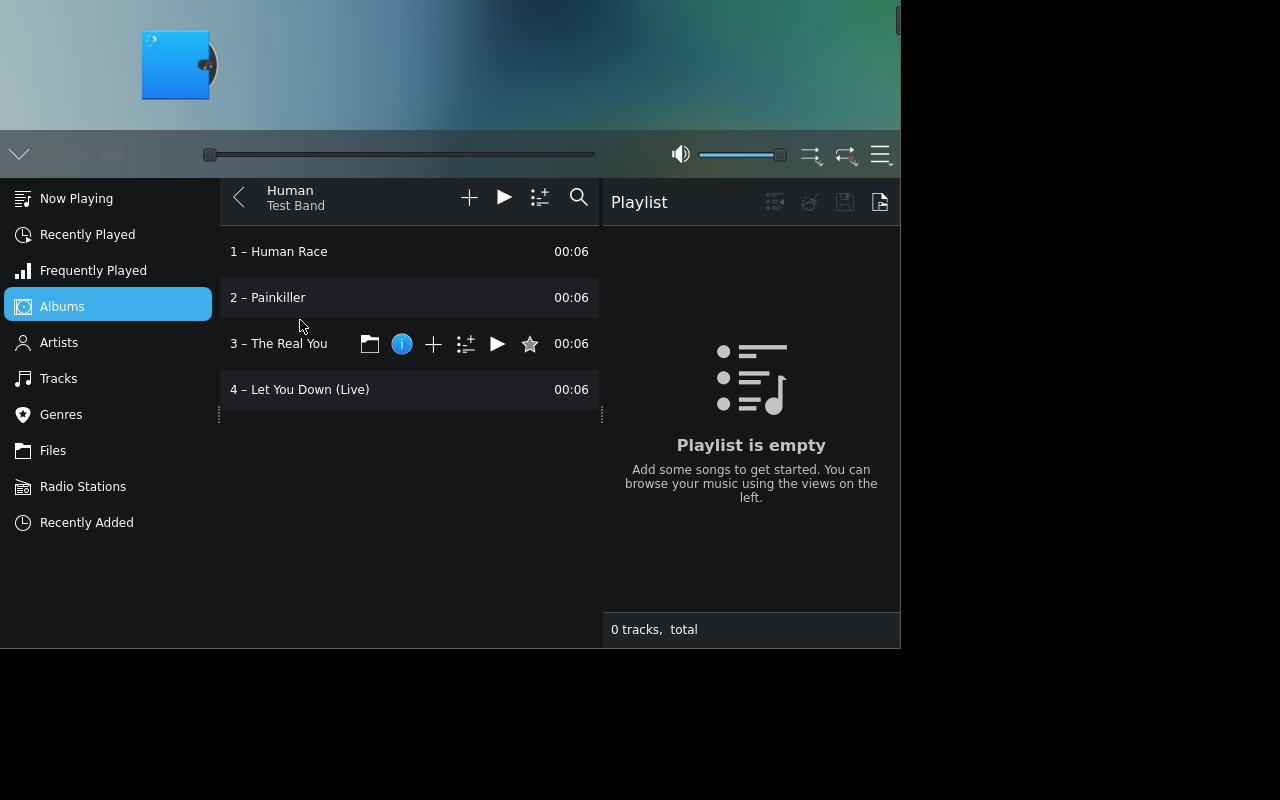 Now Playing
Recently Played
Frequently Played
Albums
Artists
Tracks
Genres
Files
Radio Stations
Recently Added
Human
Test Band
1 – Human Race 00:06
2 – Painkiller 00:06
3 – The Real You 00:06
4 – Let You Down (Live) 00:06
Playlist
Playlist is empty
Add some songs to get started. You can
browse your music using the views on the
left.
0 tracks,  total